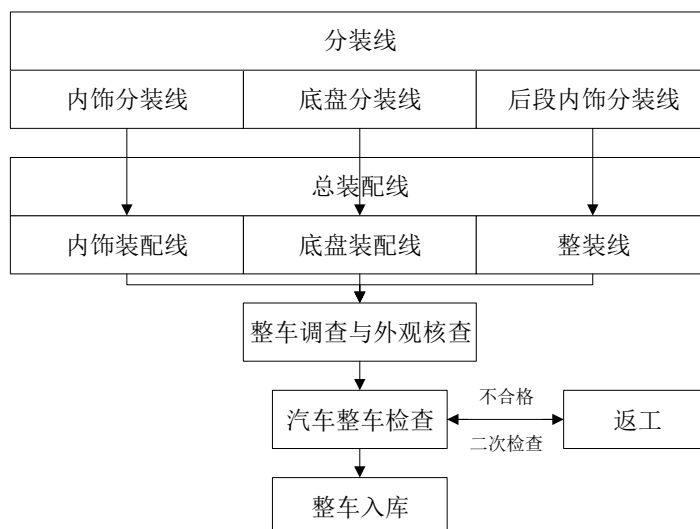 分装线
内饰分装线
底盘分装线
后段内饰分装线
总装配线
内饰装配线
底盘装配线
整装线
整车调查与外观核查
汽车整车检查
不合格
二次检查
返工
整车入库